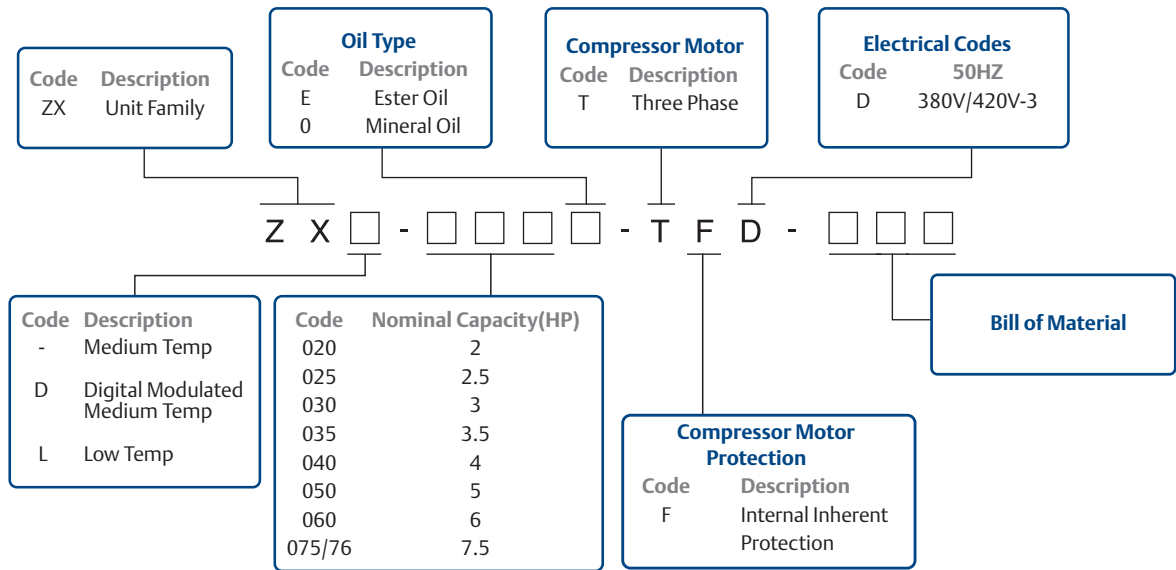 Code Description
ZX Unit Family
Oil Type
Code Description
E Ester Oil
0 Mineral Oil
Compressor Motor
Code Description
T Three Phase
Electrical Codes
Code 50HZ
D 380V/420V-3
Z X □ - □ □ □ □ - T F D - □ □ □
Code Description
- Medium Temp
D Digital Modulated
Medium Temp
L Low Temp
Code Nominal Capacity(HP)
020 2
025 2.5
030 3
035 3.5
040 4
050 5
060 6
075/76 7.5
Compressor Motor
Protection
Code Description
F Internal Inherent
Protection
Bill of Material